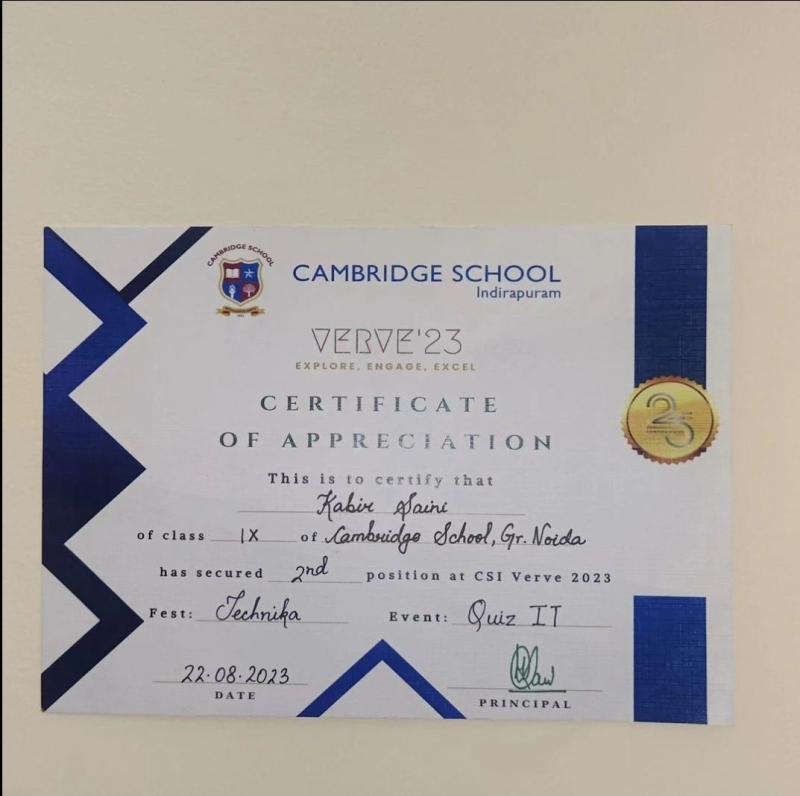 CAMBRIDGE SCHOOL
CAMBRIDGE SCHOOL
Indirapuram
VERVE'23
EXPLORE, ENGAGE, EXCEL
CERTIFICATE
OF APPRECIATION
25
This is to certify that
Kabir Saini
of class IX of Cambridge School, Gr. Noida
has secured 2nd position at CSI Verve 2023
Fest: Technika Event: Quiz IT
22.08.2023
DATE
PRINCIPAL